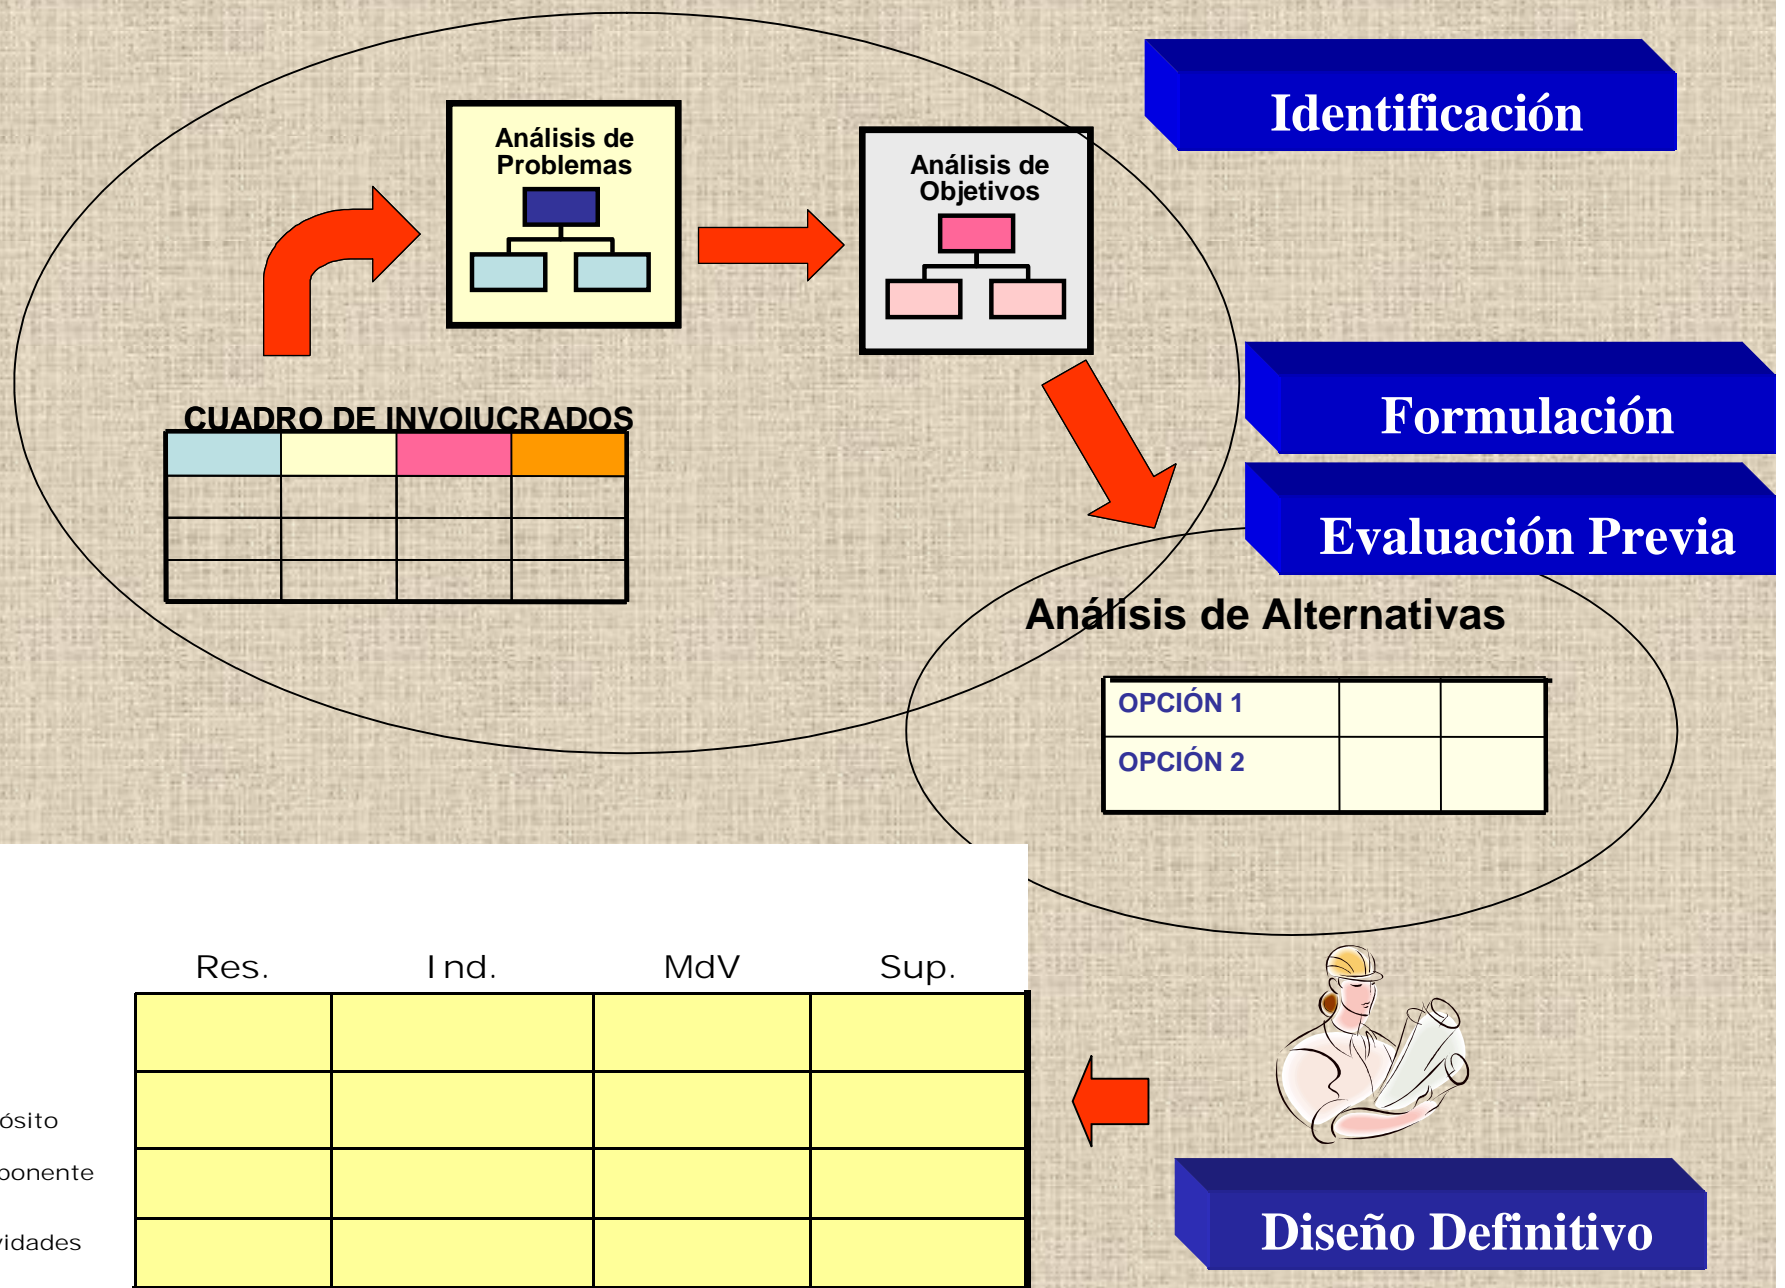 Identificación
Análisis de
Problemas
Análisis de
Objetivos
Formulación
CUADRO DE INVOlUCRADOS
Evaluación Previa
Análisis de Alternativas
OPCIÓN 1
OPCIÓN 2
Res. Ind. MdV Sup.
ósito
ponente
vidades
Diseño Definitivo